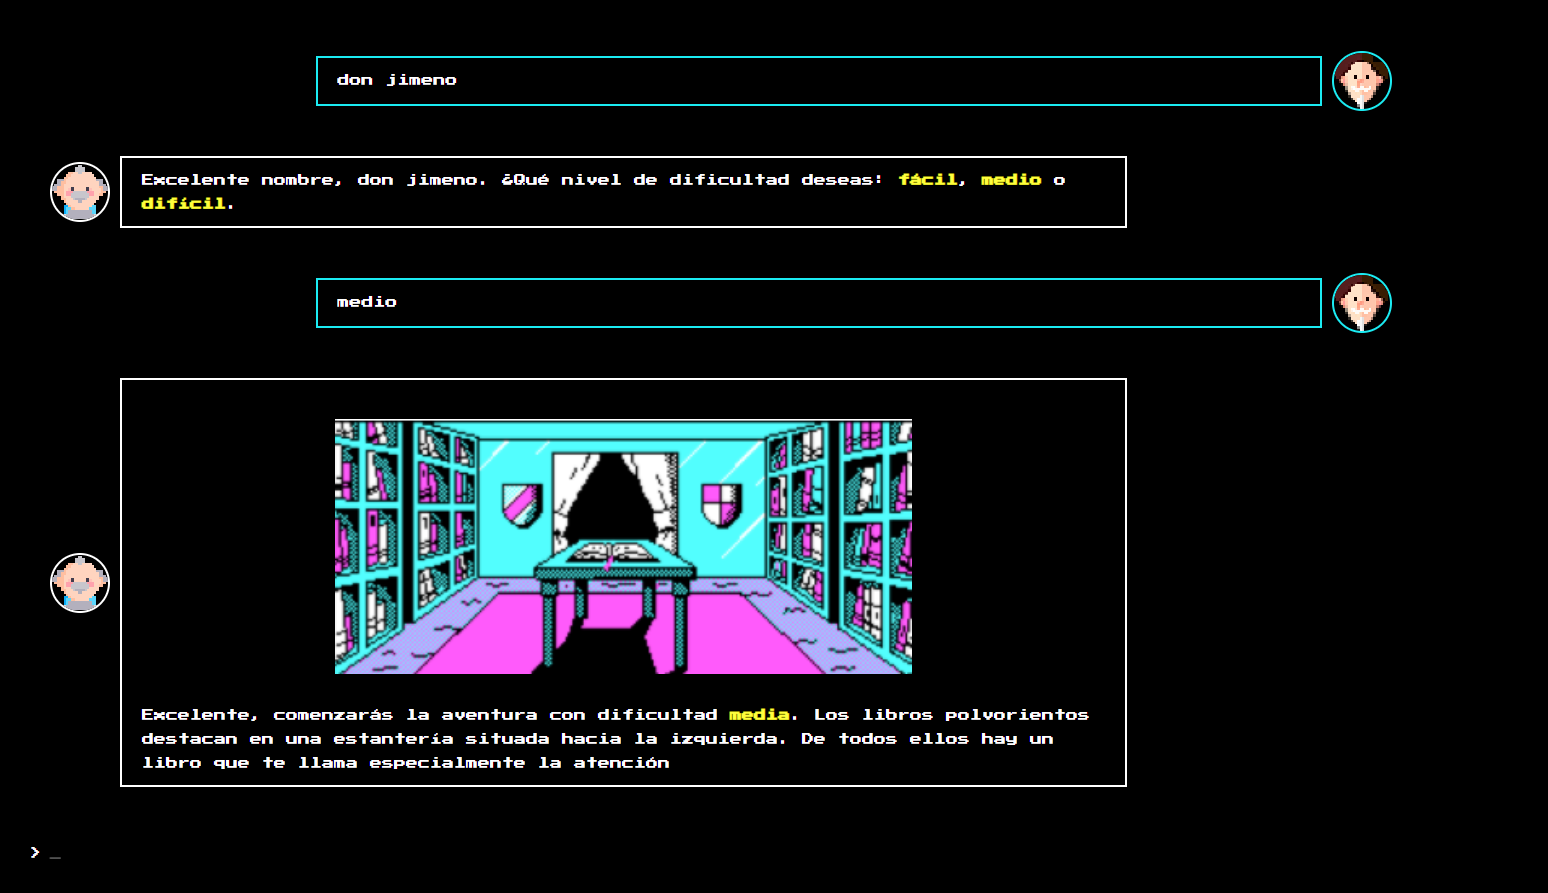 don jimeno
Excelente nombre, don jimeno. ¿Qué nivel de dificultad deseas: fácil, medio o
difícil.
medio
Excelente, comenzarás la aventura con dificultad media. Los libros polvorientos
destacan en una estantería situada hacia la izquierda. De todos ellos hay un
libro que te llama especialmente la atención
> _